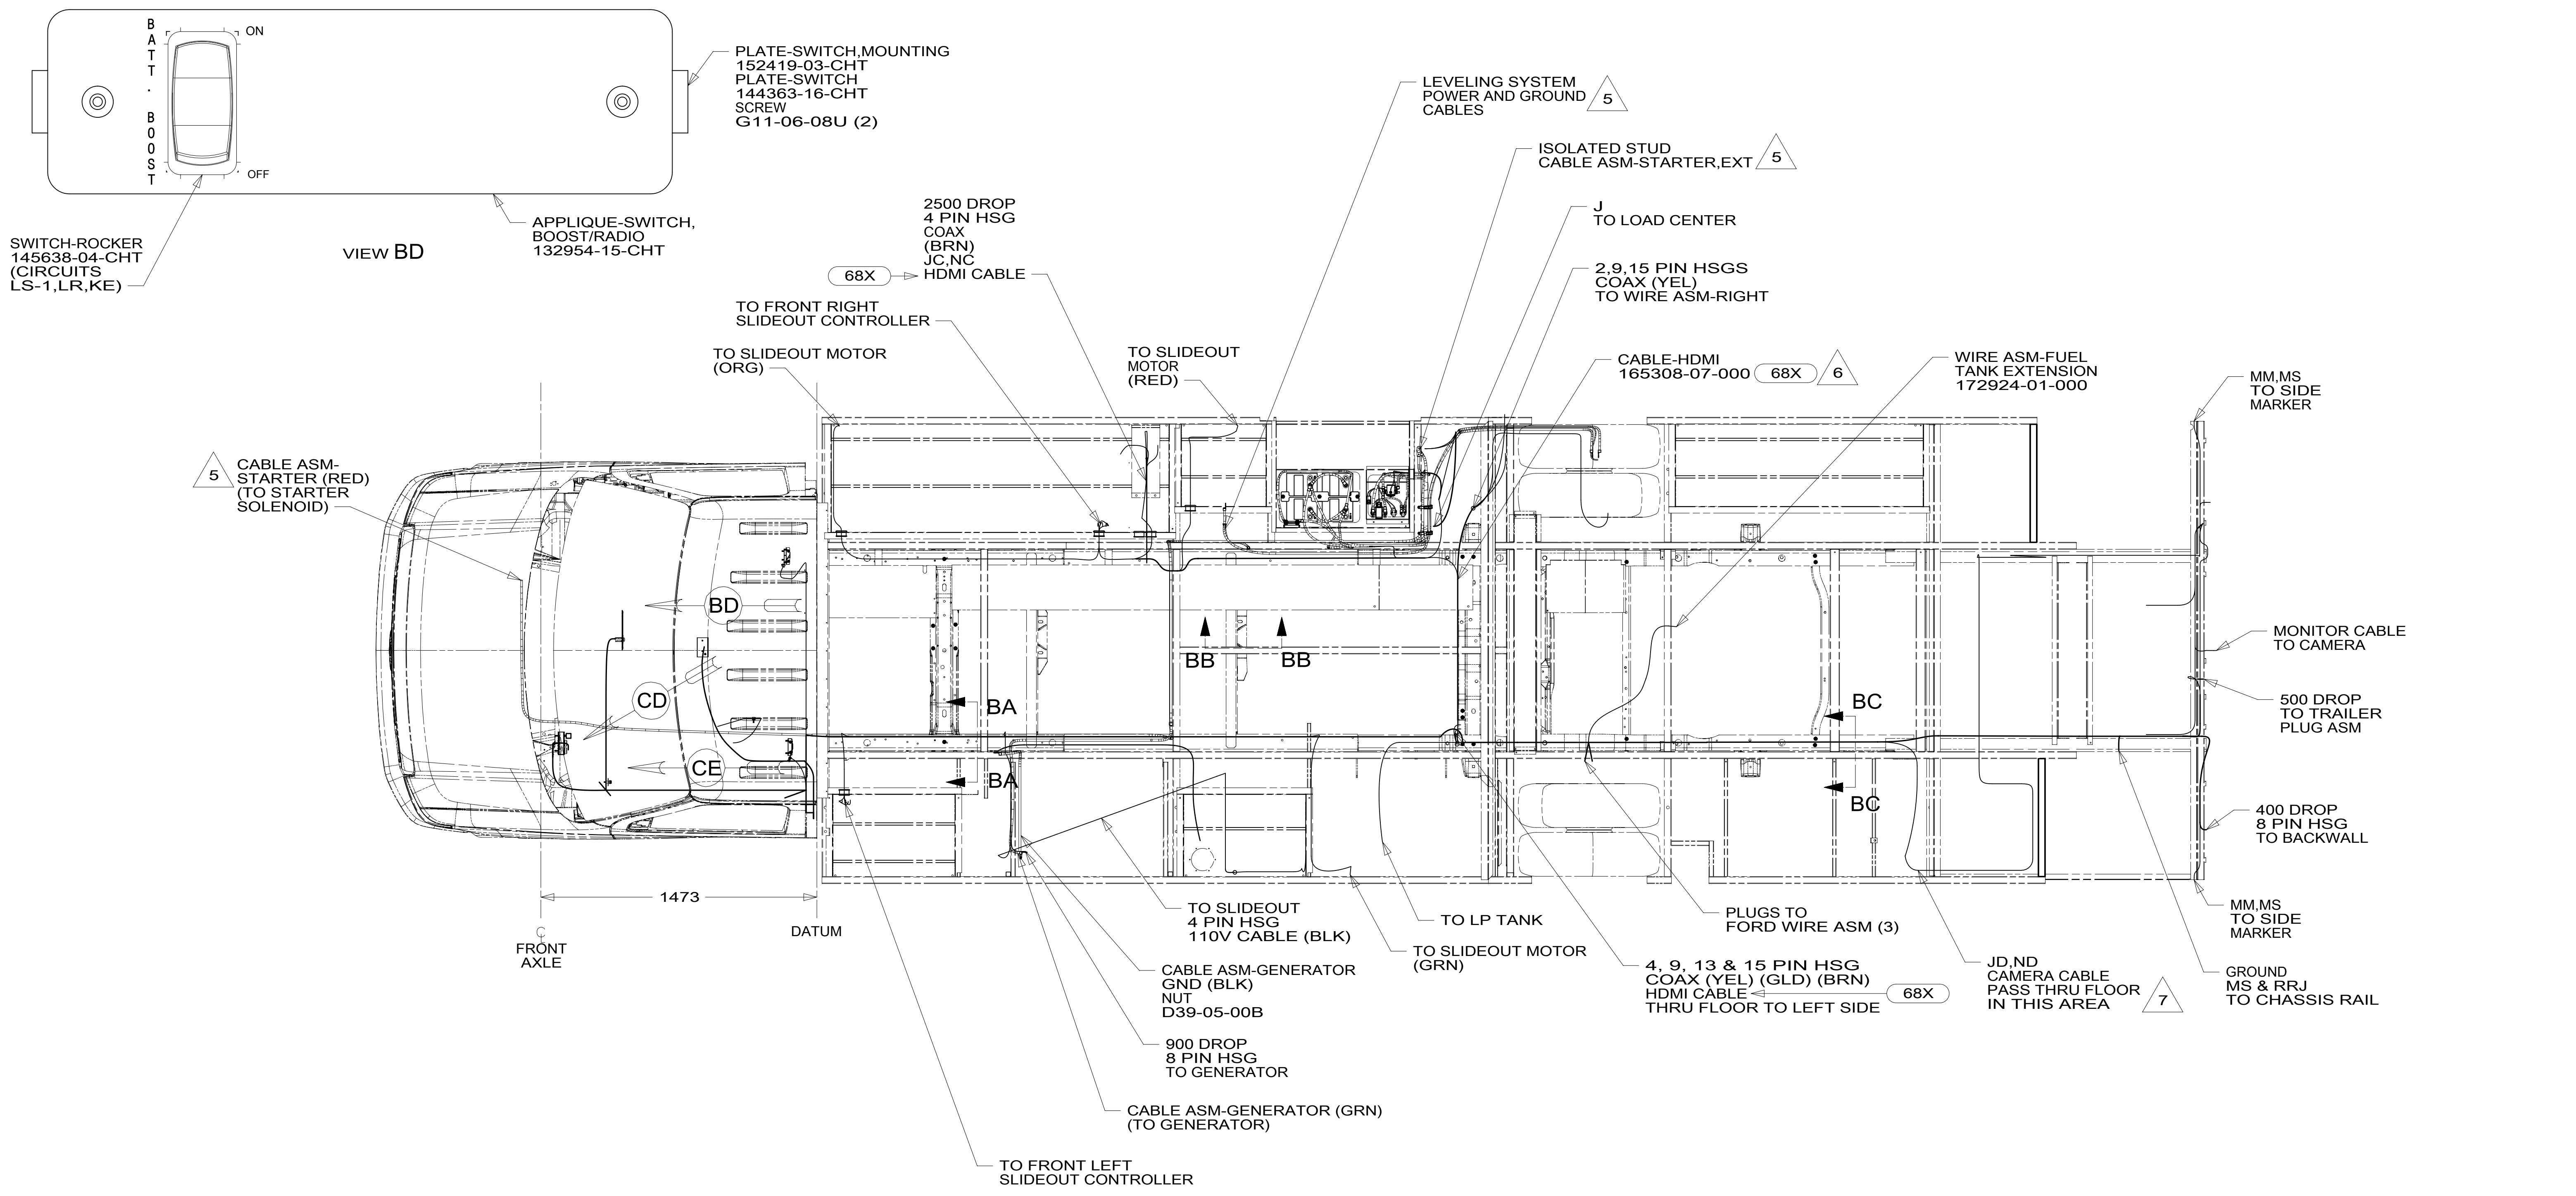 BATT. BOOST
ON
OFF
PLATE-SWITCH,MOUNTING
152419-03-CHT
PLATE-SWITCH
144363-16-CHT
SCREW
G11-06-08U (2)
APPLIQUE-SWITCH,
BOOST/RADIO
132954-15-CHT
SWITCH-ROCKER
145638-04-CHT
(CIRCUITS
LS-1,LR,KE)
VIEW BD
2500 DROP
4 PIN HSG
COAX
(BRN)
JC,NC
HDMI CABLE
68X
TO FRONT RIGHT
SLIDEOUT CONTROLLER
TO SLIDEOUT MOTOR
(ORG)
TO SLIDEOUT
MOTOR
(RED)
LEVELING SYSTEM
POWER AND GROUND
CABLES
5
ISOLATED STUD
CABLE ASM-STARTER,EXT
5
J
TO LOAD CENTER
2,9,15 PIN HSGS
COAX (YEL)
TO WIRE ASM-RIGHT
CABLE-HDMI
165308-07-000
68X
6
WIRE ASM-FUEL
TANK EXTENSION
172924-01-000
MM,MS
TO SIDE
MARKER
5
CABLE ASM-
STARTER (RED)
(TO STARTER
SOLENOID)
BD
CD
CE
BA
BA
BB
BB
BC
BC
MONITOR CABLE
TO CAMERA
500 DROP
TO TRAILER
PLUG ASM
400 DROP
8 PIN HSG
TO BACKWALL
MM,MS
TO SIDE
MARKER
GROUND
MS & RRJ
TO CHASSIS RAIL
JD,ND
CAMERA CABLE
PASS THRU FLOOR
IN THIS AREA
7
PLUGS TO
FORD WIRE ASM (3)
4, 9, 13 & 15 PIN HSG
COAX (YEL) (GLD) (BRN)
HDMI CABLE
68X
THRU FLOOR TO LEFT SIDE
TO LP TANK
TO SLIDEOUT MOTOR
(GRN)
TO SLIDEOUT
4 PIN HSG
110V CABLE (BLK)
CABLE ASM-GENERATOR
GND (BLK)
NUT
D39-05-00B
900 DROP
8 PIN HSG
TO GENERATOR
CABLE ASM-GENERATOR (GRN)
(TO GENERATOR)
TO FRONT LEFT
SLIDEOUT CONTROLLER
1473
DATUM
CL
FRONT
AXLE